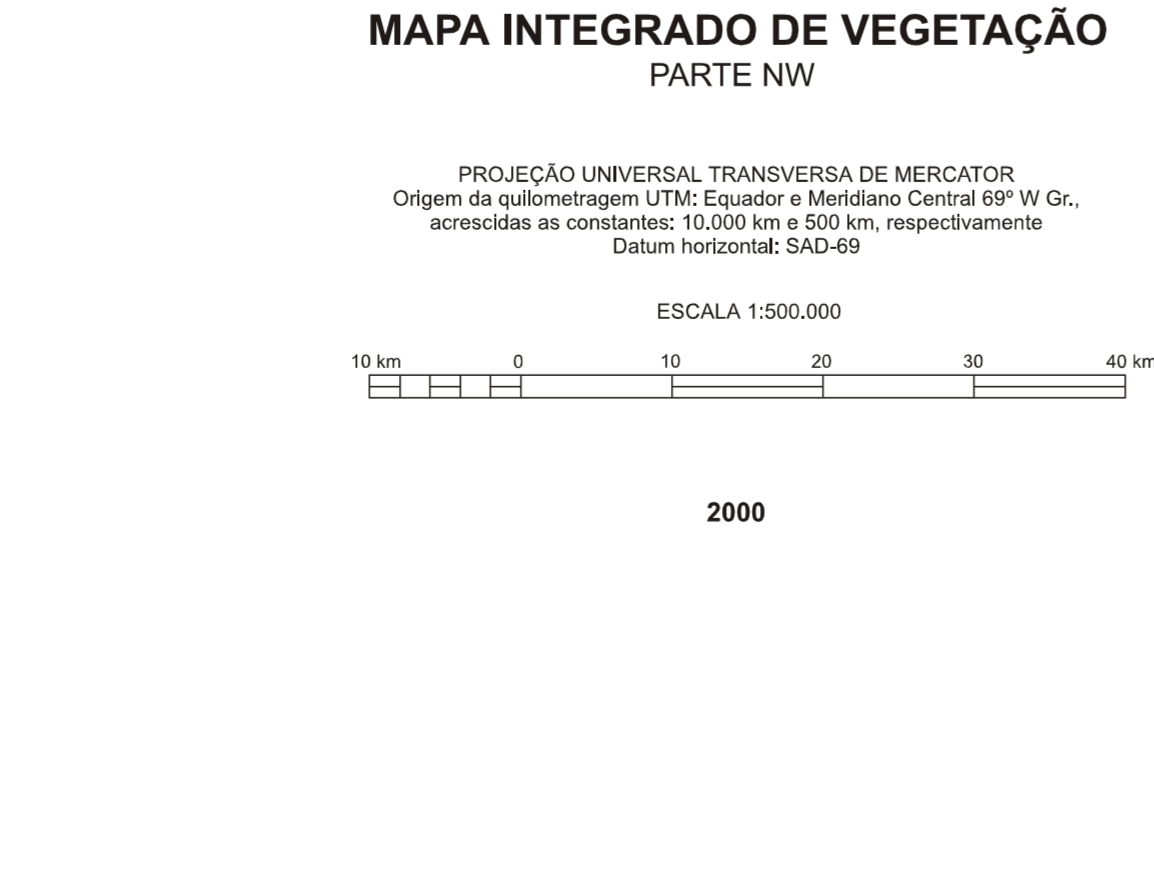 MAPA INTEGRADO DE VEGETAÇÃO
PARTE NW
PROJEÇÃO UNIVERSAL TRANSVERSA DE MERCATOR
Origem da quilometragem UTM: Equador e Meridiano Central 69º W Gr.,
acrescidas as constantes: 10.000 km e 500 km, respectivamente
Datum horizontal: SAD-69
ESCALA 1:500.000
10 km 0 10 20 30 40 km
2000